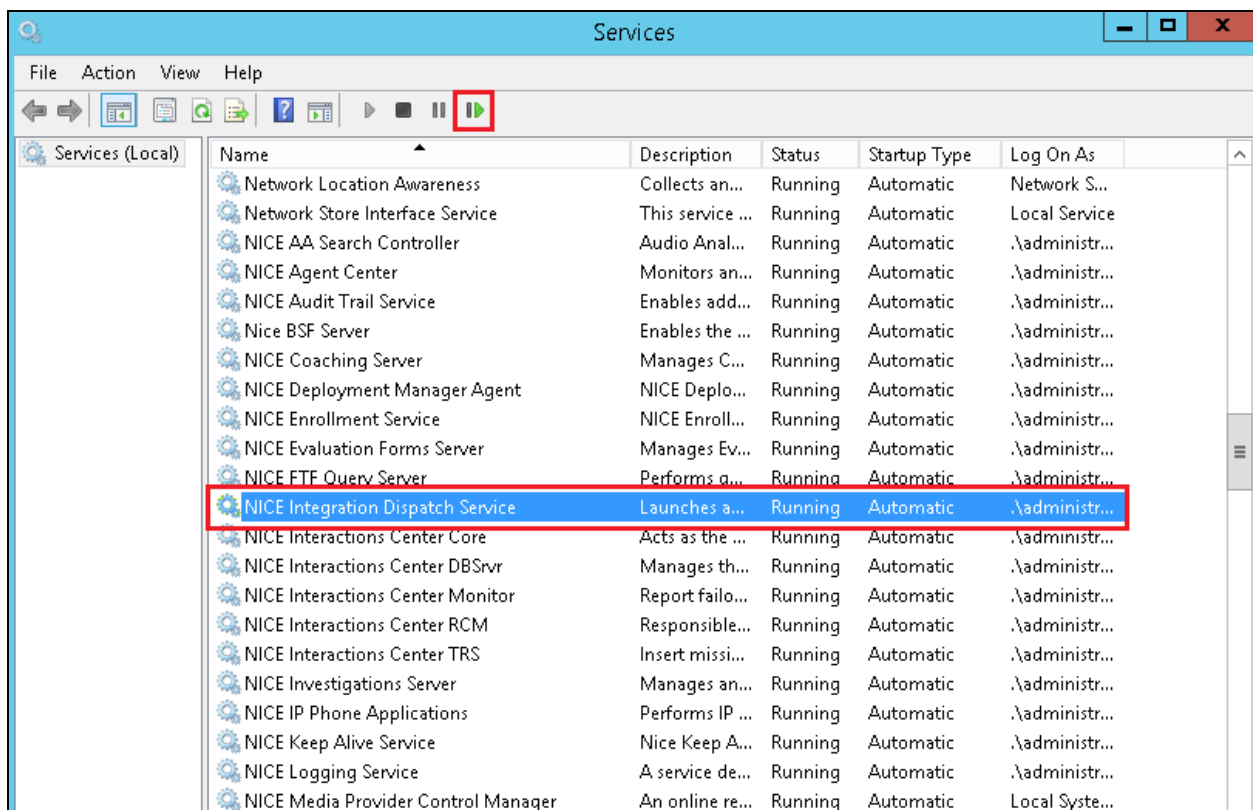 Services
File Action View Help
Services (Local)
Name Description Status Startup Type Log On As
Network Location Awareness Collects an... Running Automatic Network S...
Network Store Interface Service This service ... Running Automatic Local Service
NICE AA Search Controller Audio Anal... Running Automatic .\administr...
NICE Agent Center Monitors an... Running Automatic .\administr...
NICE Audit Trail Service Enables add... Running Automatic .\administr...
Nice BSF Server Enables the ... Running Automatic .\administr...
NICE Coaching Server Manages C... Running Automatic .\administr...
NICE Deployment Manager Agent NICE Deplo... Running Automatic .\administr...
NICE Enrollment Service NICE Enroll... Running Automatic .\administr...
NICE Evaluation Forms Server Manages Ev... Running Automatic .\administr...
NICE FTF Query Server Performs q... Running Automatic .\administr...
NICE Integration Dispatch Service Launches a... Running Automatic .\administr...
NICE Interactions Center Core Acts as the ... Running Automatic .\administr...
NICE Interactions Center DBSrvr Manages th... Running Automatic .\administr...
NICE Interactions Center Monitor Report failo... Running Automatic .\administr...
NICE Interactions Center RCM Responsible... Running Automatic .\administr...
NICE Interactions Center TRS Insert missi... Running Automatic .\administr...
NICE Investigations Server Manages an... Running Automatic .\administr...
NICE IP Phone Applications Performs IP ... Running Automatic .\administr...
NICE Keep Alive Service Nice Keep A... Running Automatic .\administr...
NICE Logging Service A service de... Running Automatic .\administr...
NICE Media Provider Control Manager An online re... Running Automatic Local Syste...